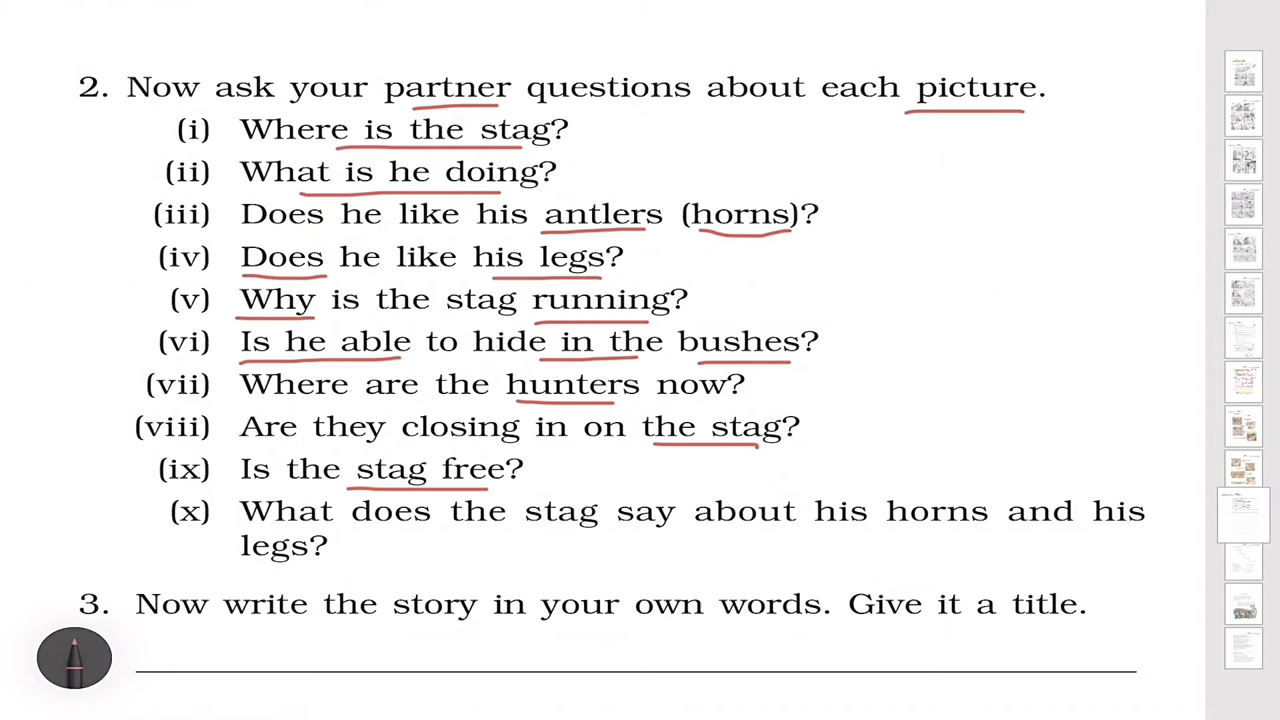 2. Now ask your partner questions about each picture.
(i) Where is the stag?
(ii) What is he doing?
(iii) Does he like his antlers (horns)?
(iv) Does he like his legs?
(v) Why is the stag running?
(vi) Is he able to hide in the bushes?
(vii) Where are the hunters now?
(viii) Are they closing in on the stag?
(ix) Is the stag free?
(x) What does the stag say about his horns and his
legs?
3. Now write the story in your own words. Give it a title.